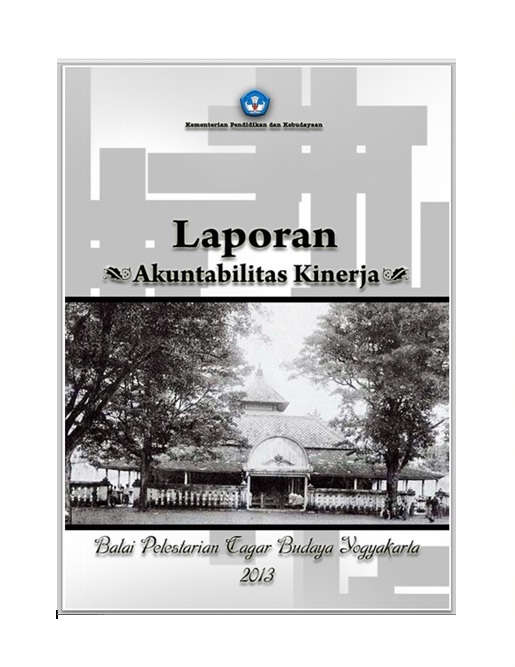 Kementerian Pendidikan dan Kebudayaan
Laporan
Akuntabilitas Kinerja
Balai Pelestarian Cagar Budaya Yogyakarta
2013